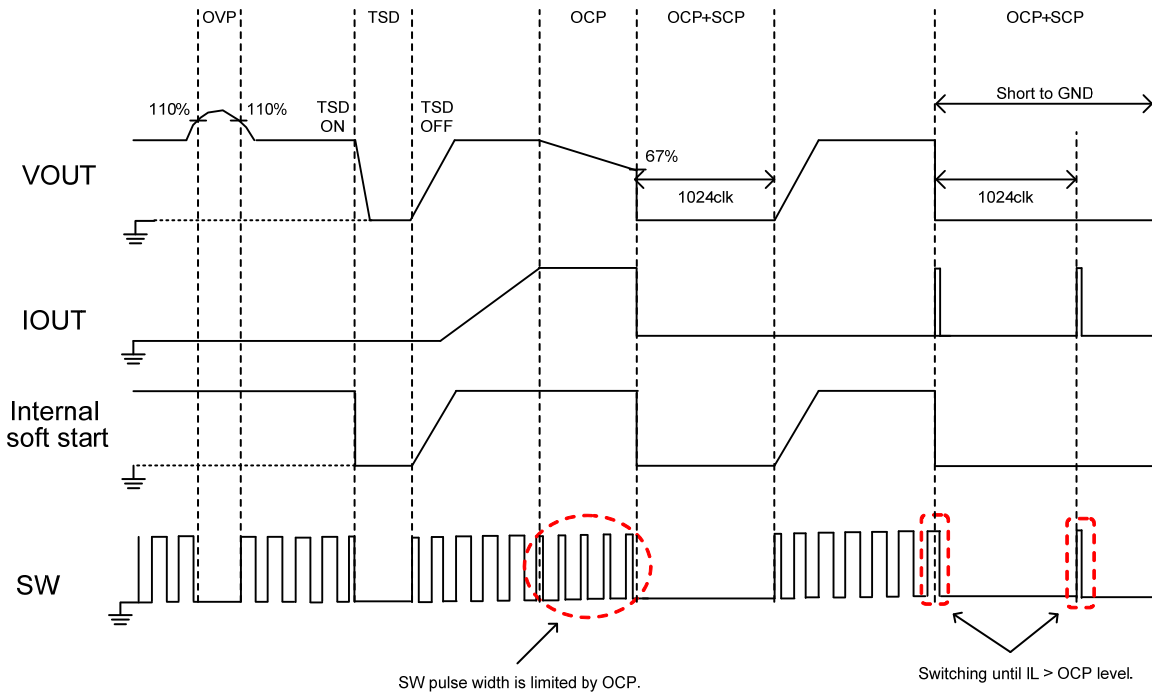 OVP
TSD
OCP
OCP+SCP
OCP+SCP
Short to GND
110%
110%
TSD
ON
TSD
OFF
67%
VOUT
1024clk
1024clk
IOUT
Internal
soft start
SW
SW pulse width is limited by OCP.
Switching until IL > OCP level.